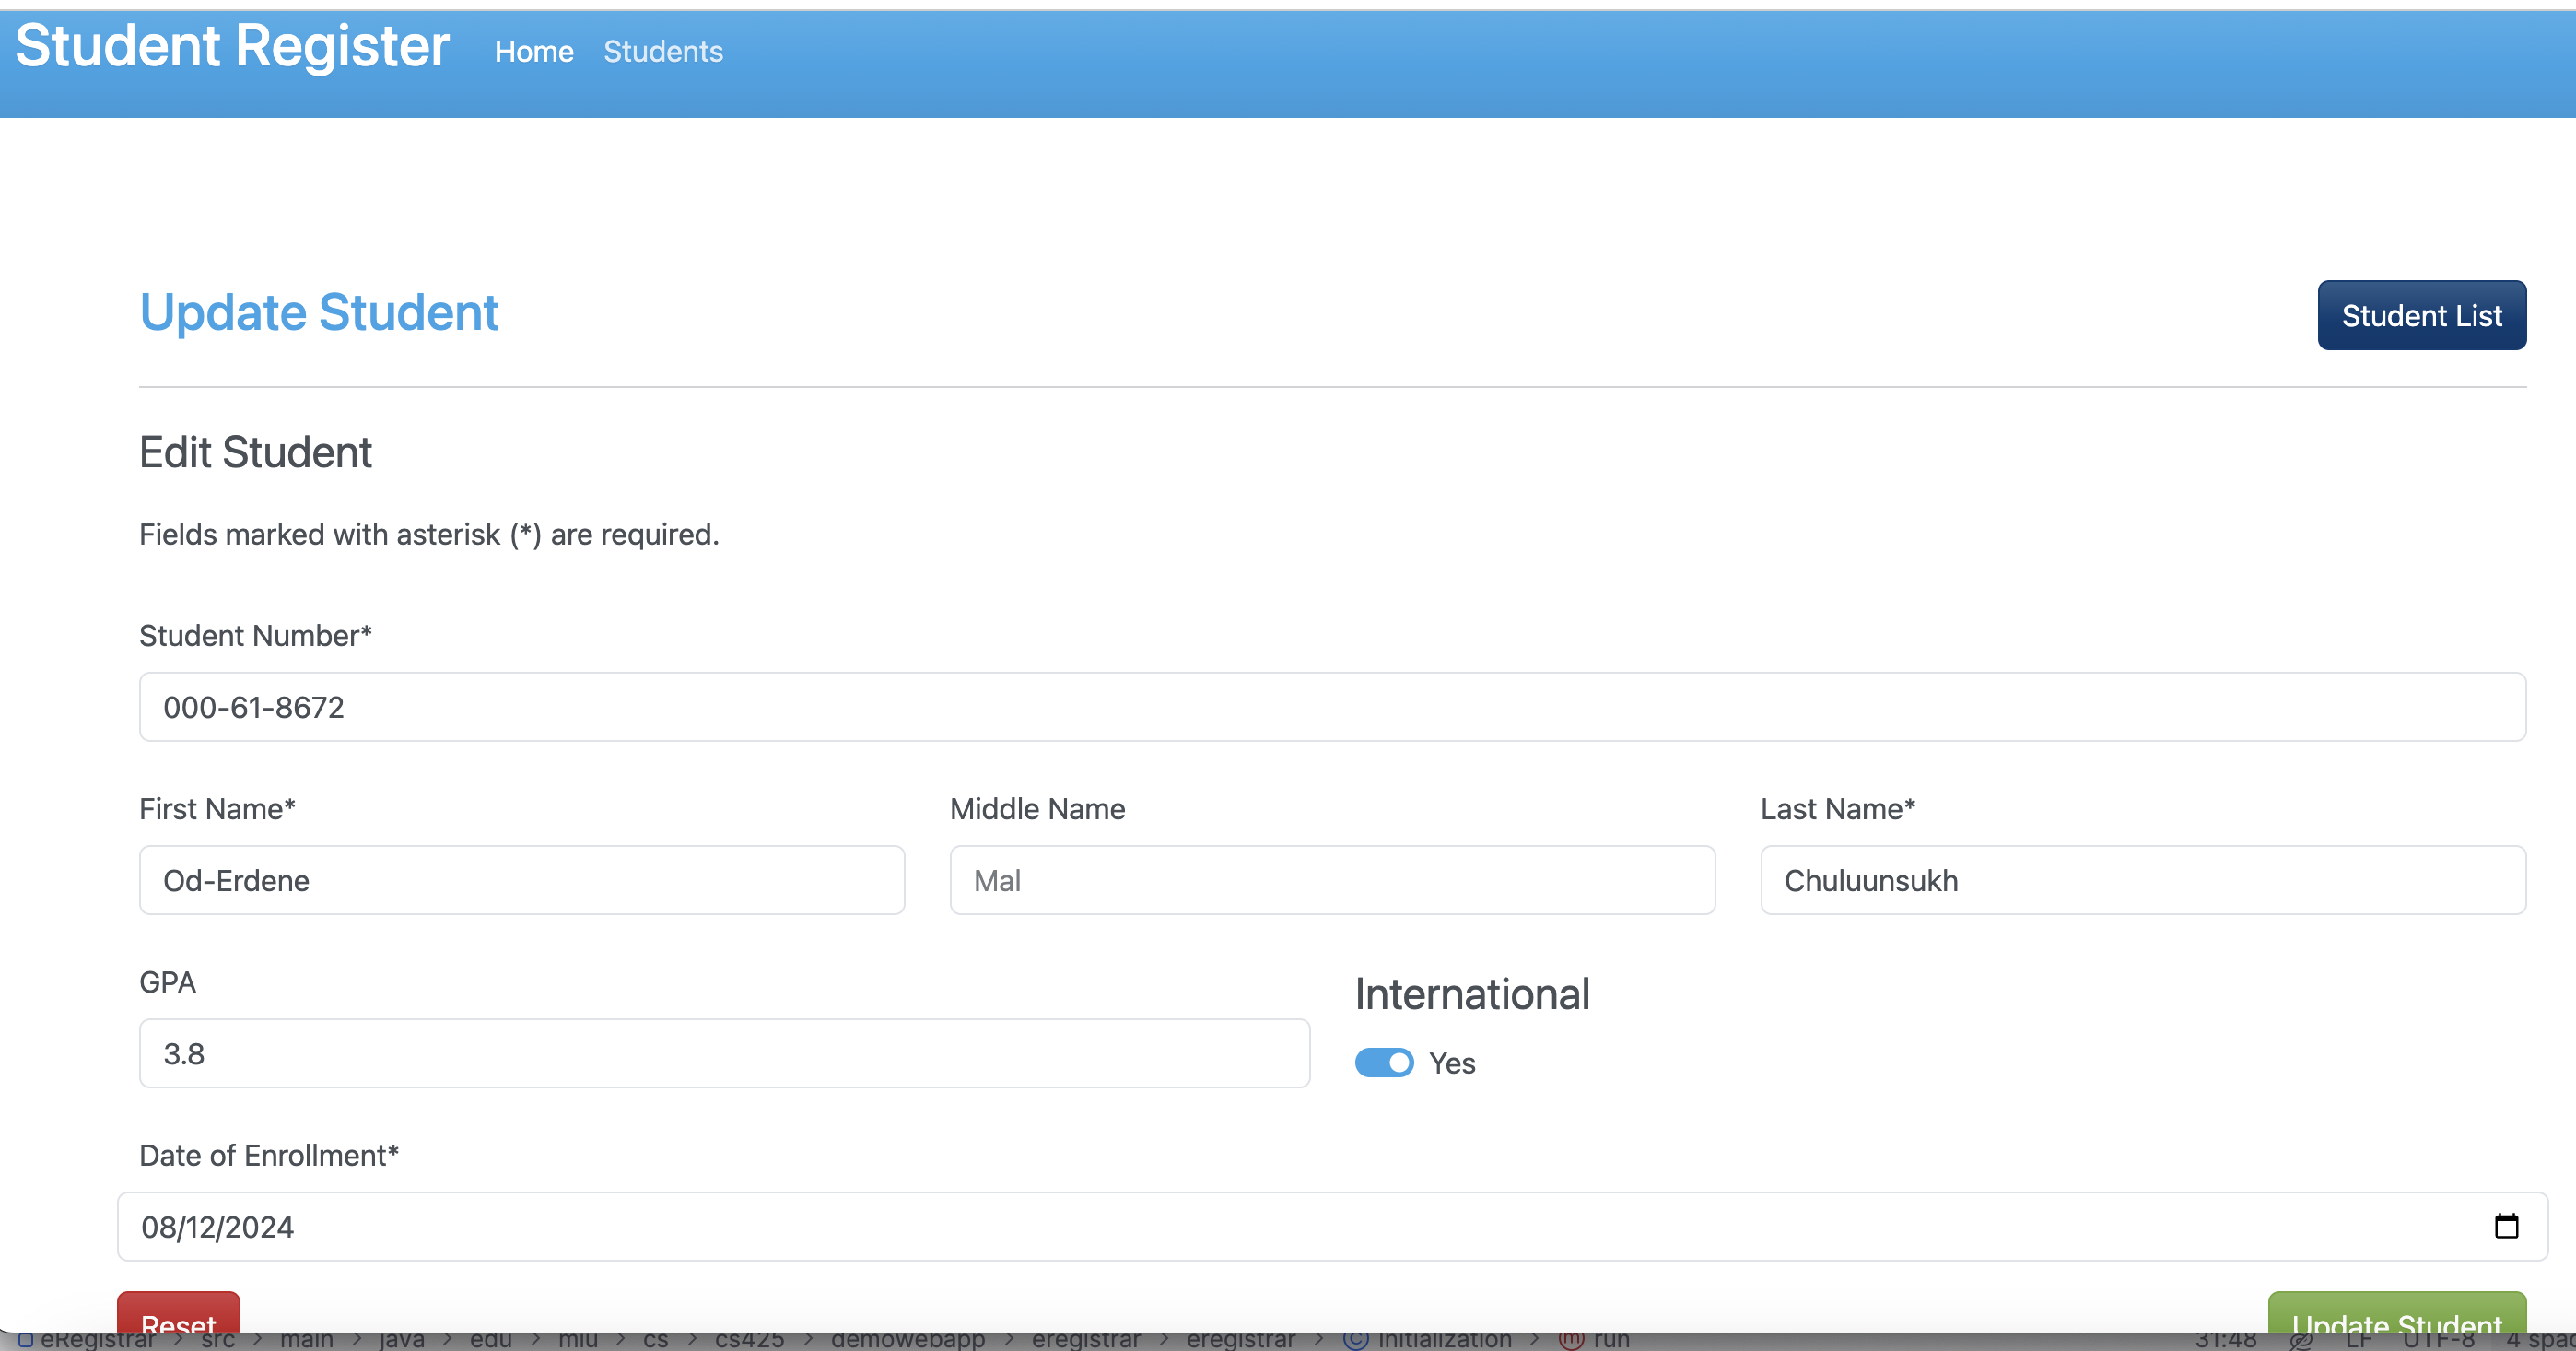 Student Register Home Students
Update Student Student List
Edit Student
Fields marked with asterisk (*) are required.
Student Number*
000-61-8672
First Name* Middle Name Last Name*
Od-Erdene Mal Chuluunsukh
GPA International
3.8 Yes
Date of Enrollment*
08/12/2024
Reset Update Student
eRegistrar > src > main > java > edu > miu > cs > cs425 > demowebapp > eregistrar > eregistrar > Initialization > run 31:48 LF UTF-8